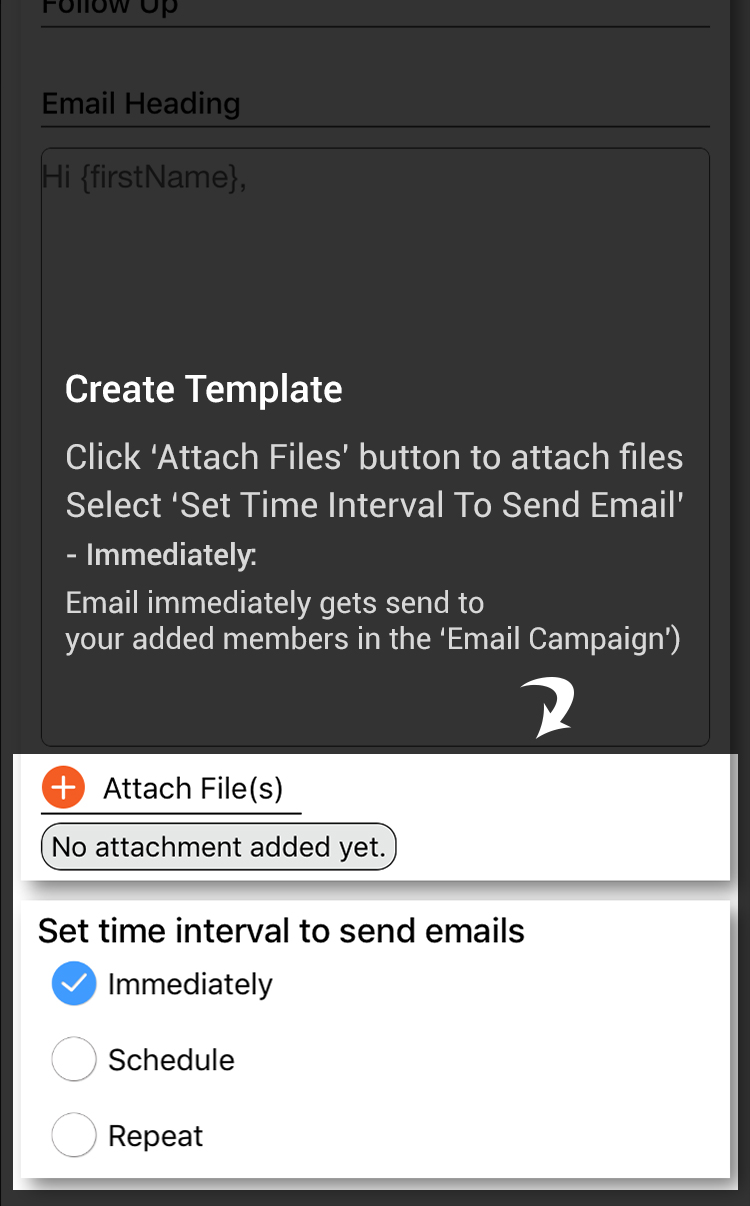 Follow Up
Email Heading
Hi {firstName},
Create Template
Click ‘Attach Files’ button to attach files
Select ‘Set Time Interval To Send Email’
- Immediately:
Email immediately gets send to
your added members in the ‘Email Campaign’)
Attach File(s)
No attachment added yet.
Set time interval to send emails
Immediately
Schedule
Repeat